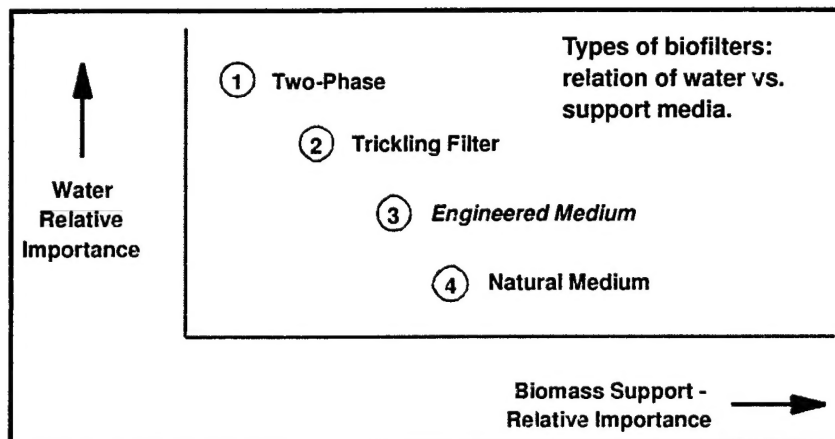 Types of biofilters:
relation of water vs.
support media.
1 Two-Phase
2 Trickling Filter
3 Engineered Medium
4 Natural Medium
Water
Relative
Importance
Biomass Support -
Relative Importance